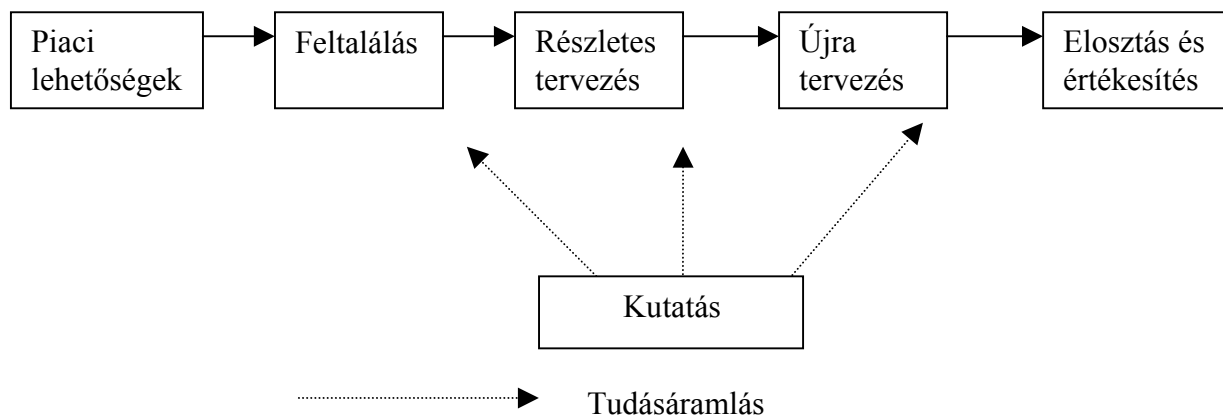 Piaci
lehetőségek
Feltalálás
Részletes
tervezés
Újra
tervezés
Elosztás és
értékesítés
Kutatás
Tudásáramlás